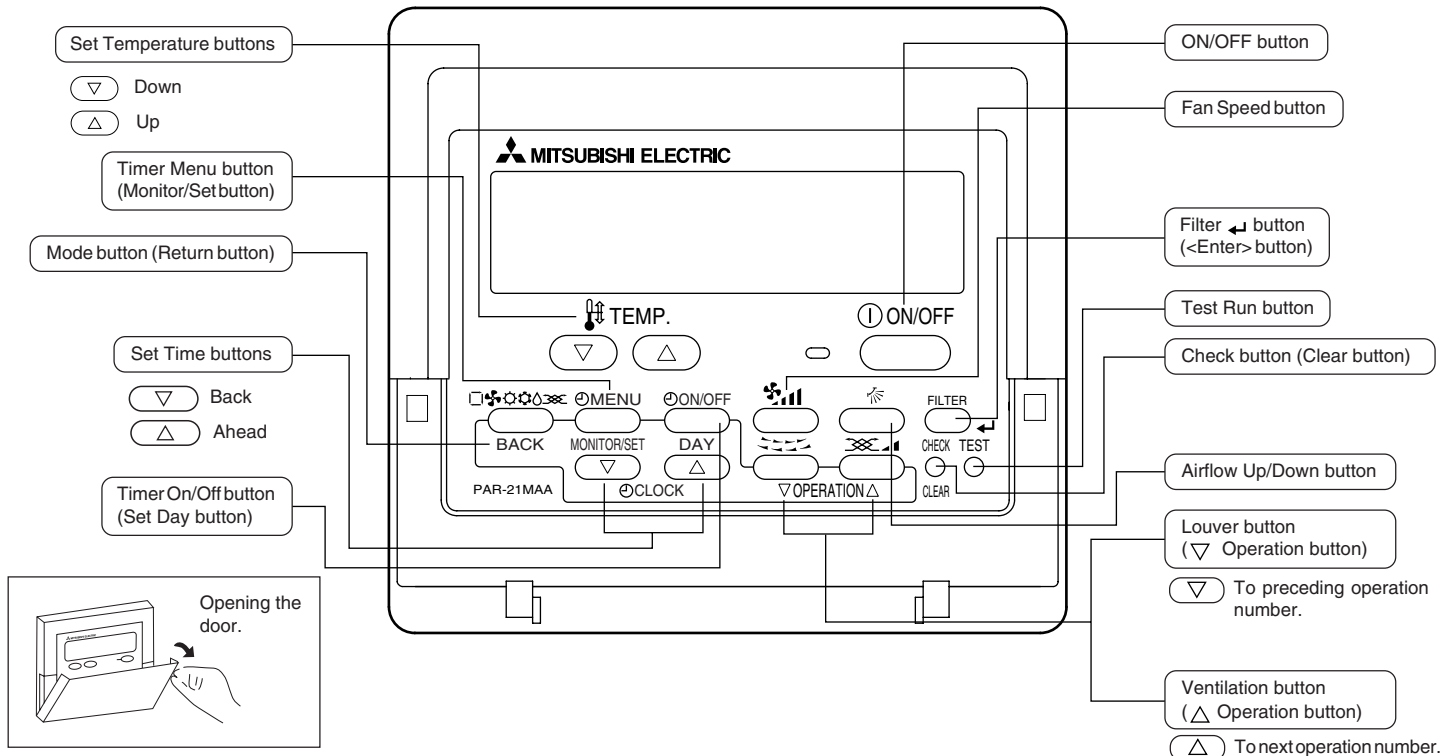 Set Temperature buttons
▽ Down
△ Up
Timer Menu button
(Monitor/Set button)
Mode button (Return button)
Set Time buttons
▽ Back
△ Ahead
Timer On/Off button
(Set Day button)
Opening the
door.
MITSUBISHI ELECTRIC
TEMP.
ON/OFF
▽ △
MENU ON/OFF FILTER
BACK MONITOR/SET DAY CHECK TEST
▽ △
PAR-21MAA CLOCK ▽ OPERATION △ CLEAR
ON/OFF button
Fan Speed button
Filter ↵ button
(<Enter> button)
Test Run button
Check button (Clear button)
Airflow Up/Down button
Louver button
( ▽ Operation button)
▽ To preceding operation
number.
Ventilation button
( △ Operation button)
△ To next operation number.